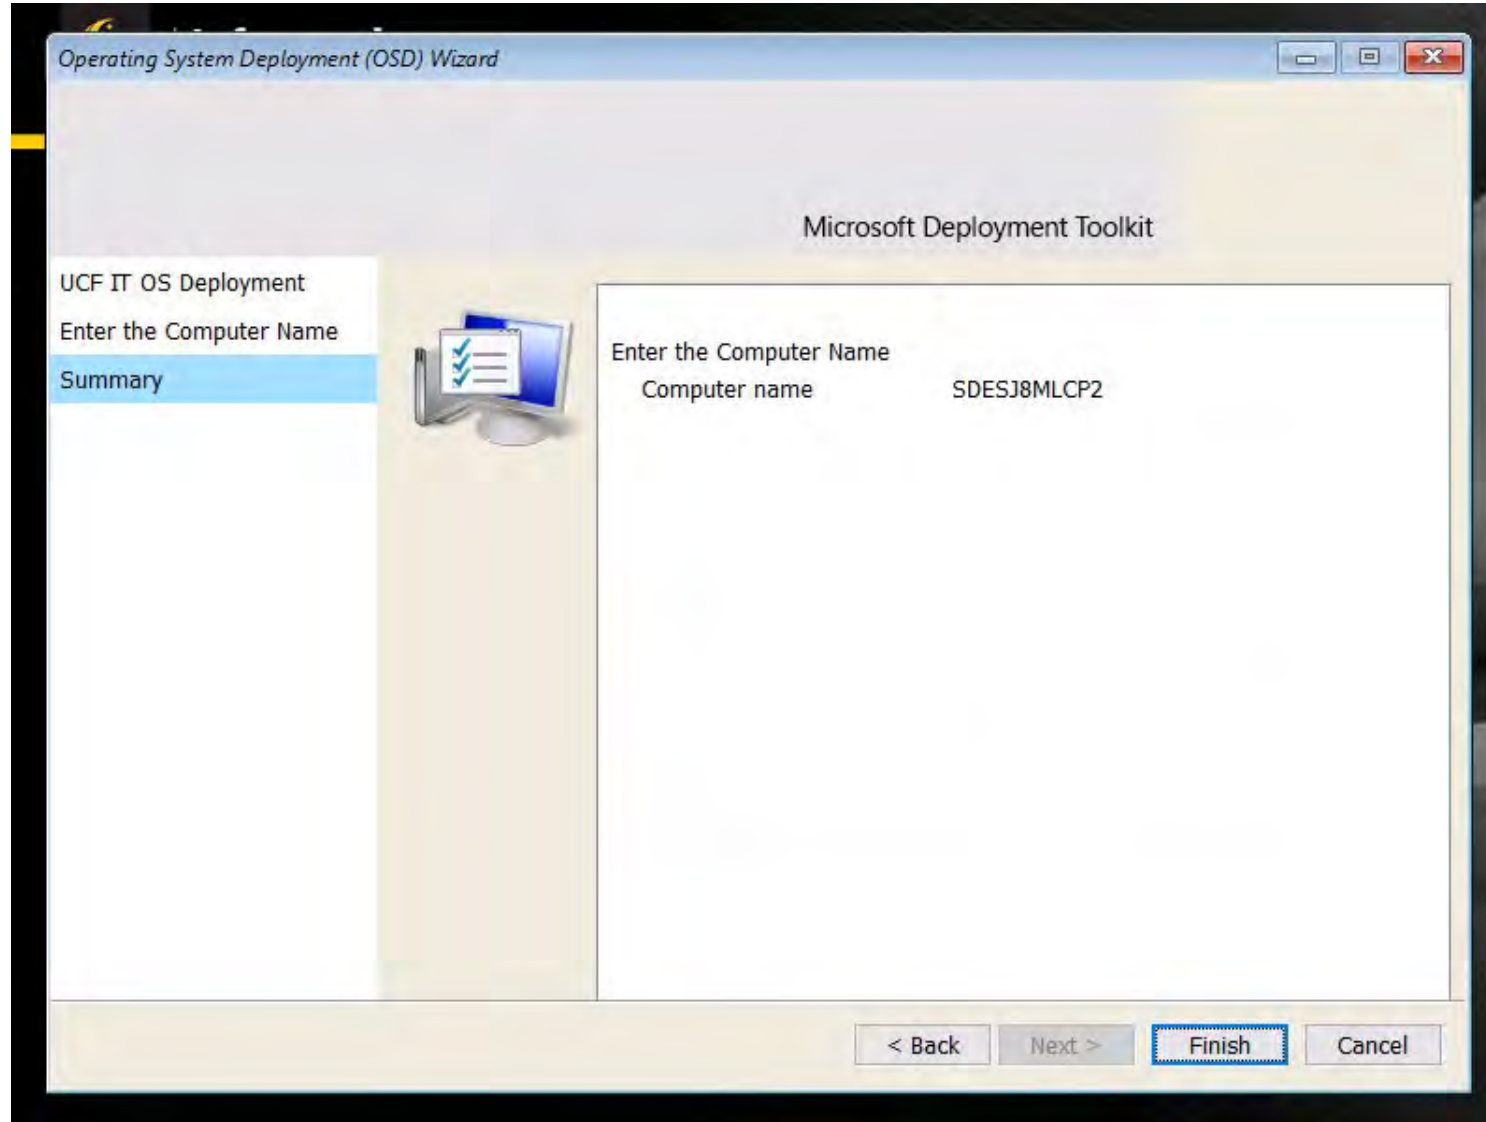 Operating System Deployment (OSD) Wizard
Microsoft Deployment Toolkit
UCF IT OS Deployment
Enter the Computer Name
Summary
Enter the Computer Name
Computer name SDESJ8MLCP2
< Back Next > Finish Cancel